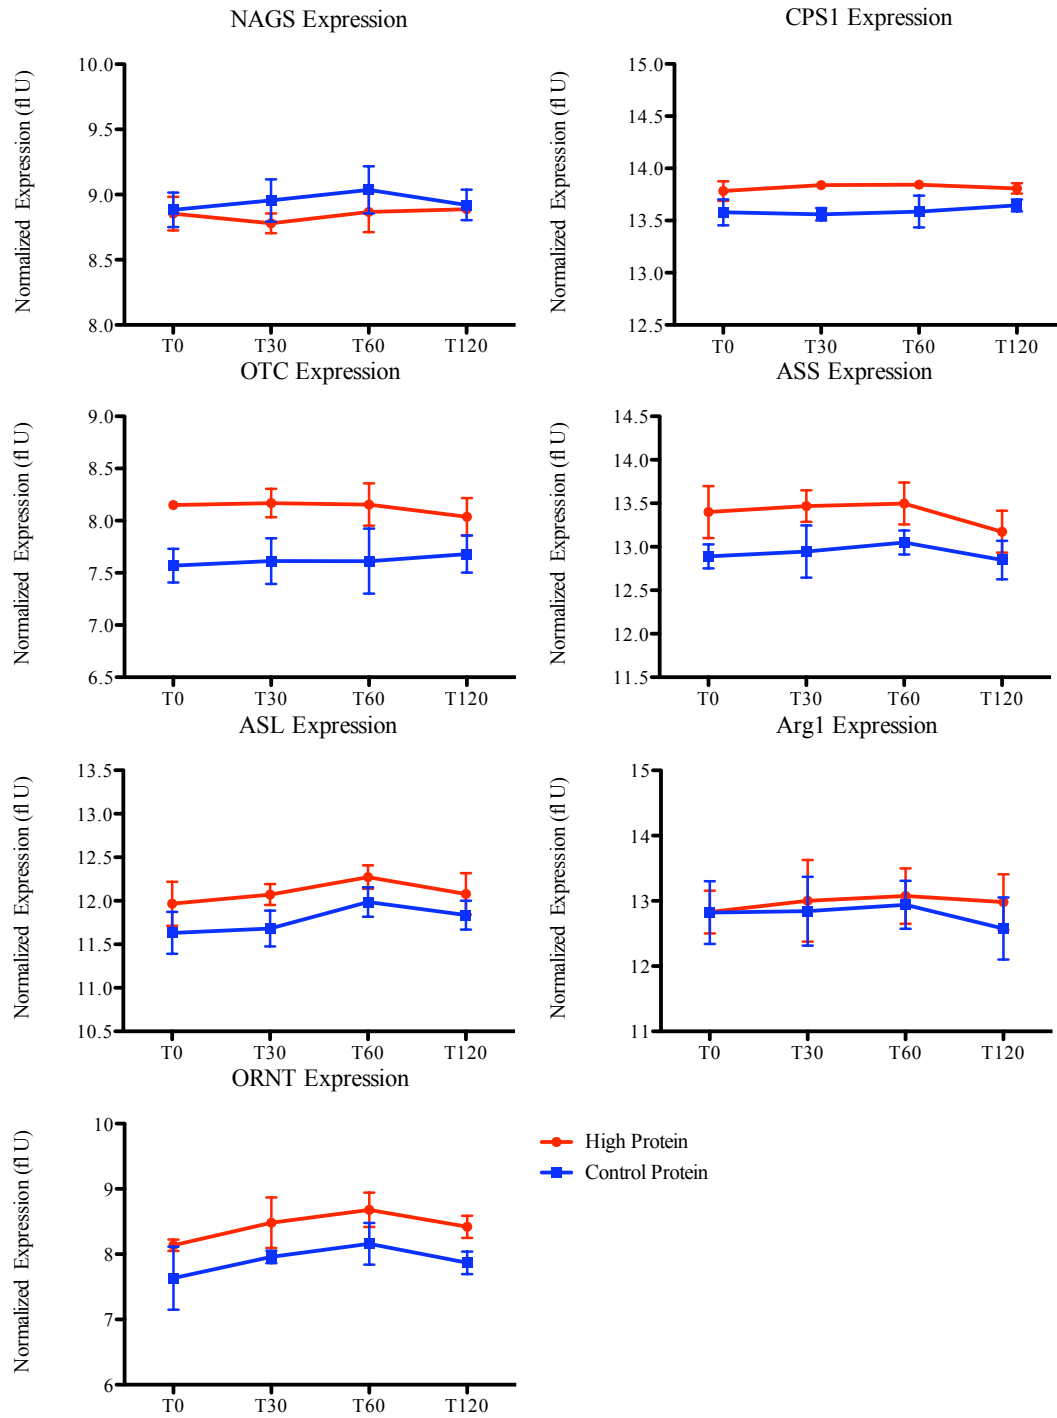 NAGS Expression
Normalized Expression (fl U)
10.0
9.5
9.0
8.5
8.0
T0 T30 T60 T120
CPS1 Expression
Normalized Expression (fl U)
15.0
14.5
14.0
13.5
13.0
12.5
T0 T30 T60 T120
OTC Expression
Normalized Expression (fl U)
9.0
8.5
8.0
7.5
7.0
6.5
T0 T30 T60 T120
ASS Expression
Normalized Expression (fl U)
14.5
14.0
13.5
13.0
12.5
12.0
11.5
T0 T30 T60 T120
ASL Expression
Normalized Expression (fl U)
13.5
13.0
12.5
12.0
11.5
11.0
10.5
T0 T30 T60 T120
Arg1 Expression
Normalized Expression (fl U)
15
14
13
12
11
T0 T30 T60 T120
ORNT Expression
Normalized Expression (fl U)
10
9
8
7
6
T0 T30 T60 T120
High Protein
Control Protein